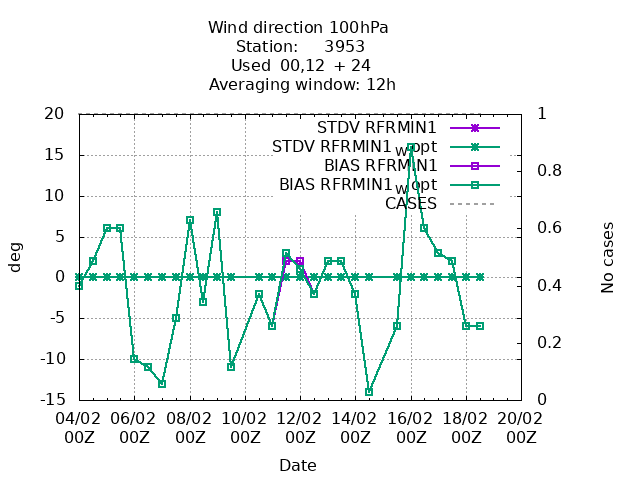 Wind direction 100hPa
Station: 3953
Used 00,12 + 24
Averaging window: 12h
STDV RFRMIN1
STDV RFRMIN1_wopt
BIAS RFRMIN1
BIAS RFRMIN1_wopt
CASES
20
15
10
5
0
-5
-10
-15
deg
1
0.8
0.6
0.4
0.2
0
No cases
04/02 06/02 08/02 10/02 12/02 14/02 16/02 18/02 20/02
00Z 00Z 00Z 00Z 00Z 00Z 00Z 00Z 00Z
Date